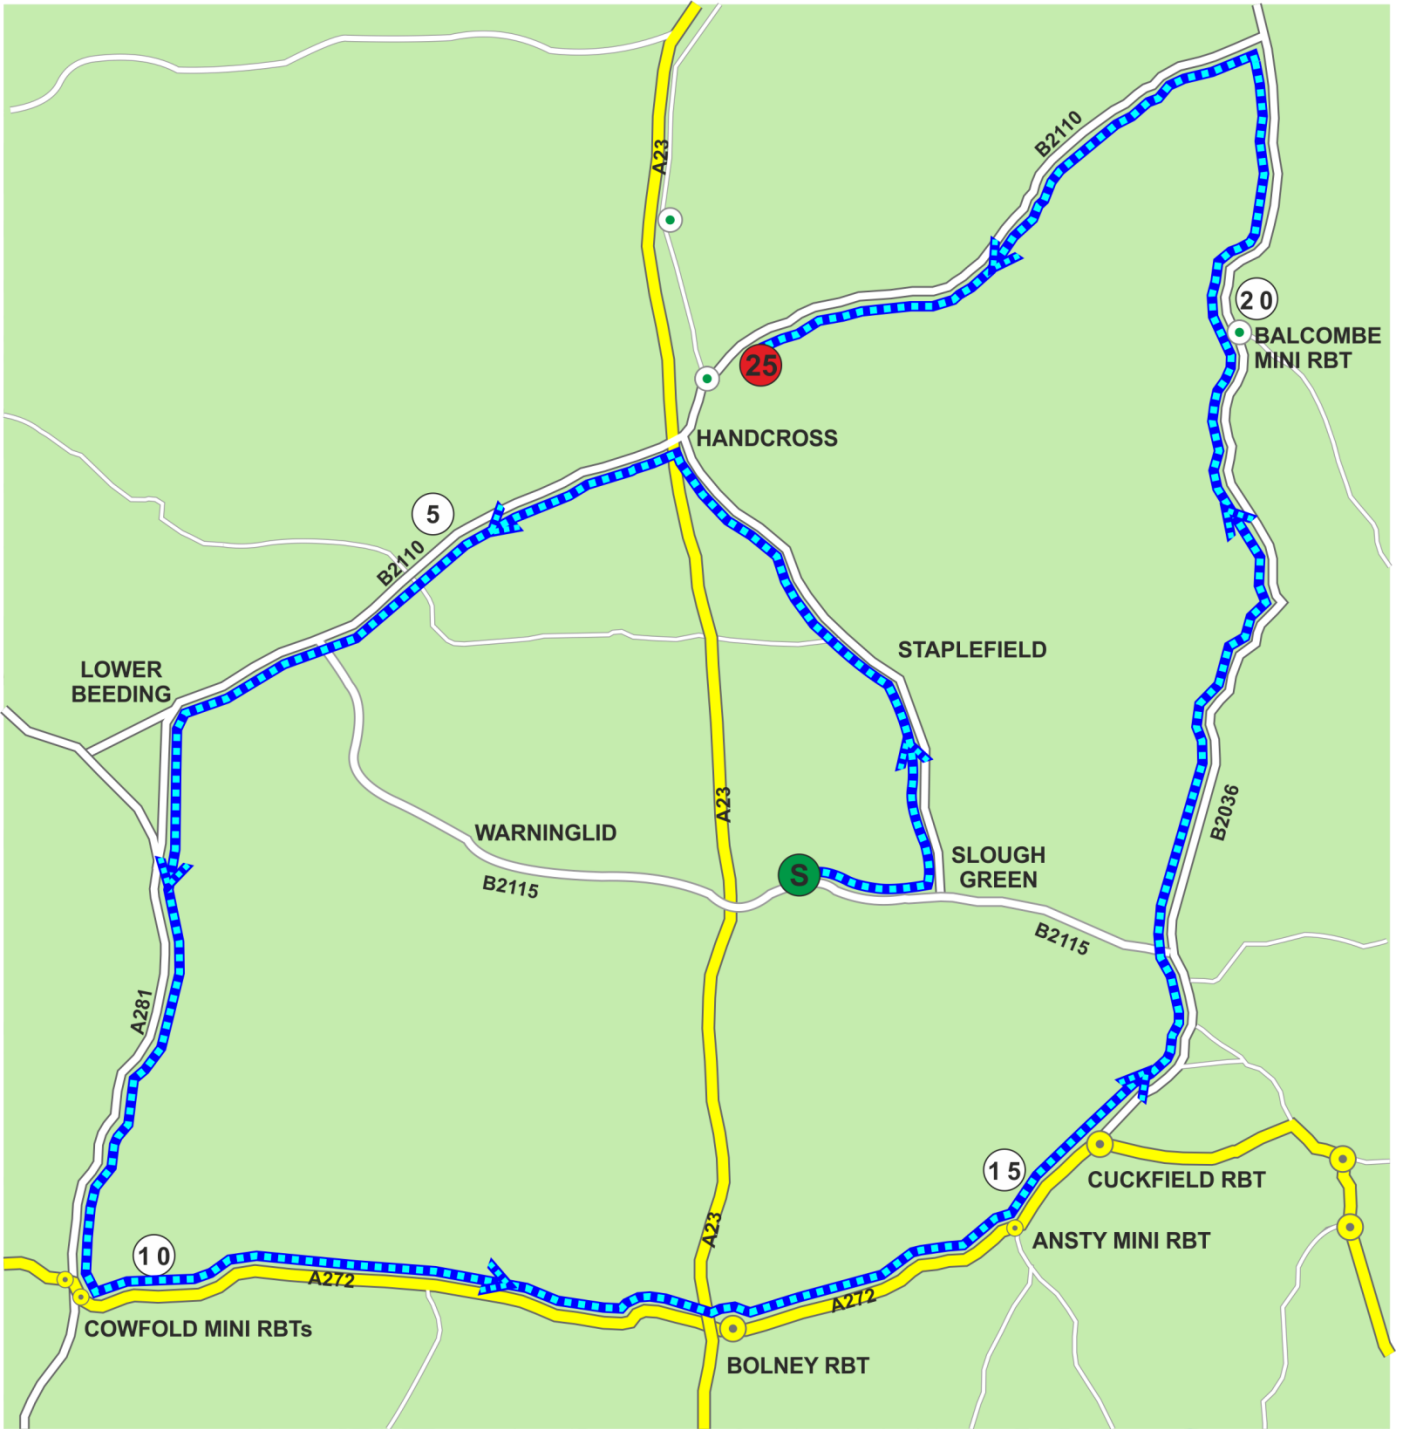 B2110
A23
20
BALCOMBE
MINI RBT
25
HANDCROSS
5
B2110
STAPLEFIELD
LOWER
BEEDING
A23
B2036
WARNINGLID
SLOUGH
GREEN
S
B2115
B2115
A281
15
CUCKFIELD RBT
A23
ANSTY MINI RBT
10
A272
A272
COWFOLD MINI RBTs
BOLNEY RBT